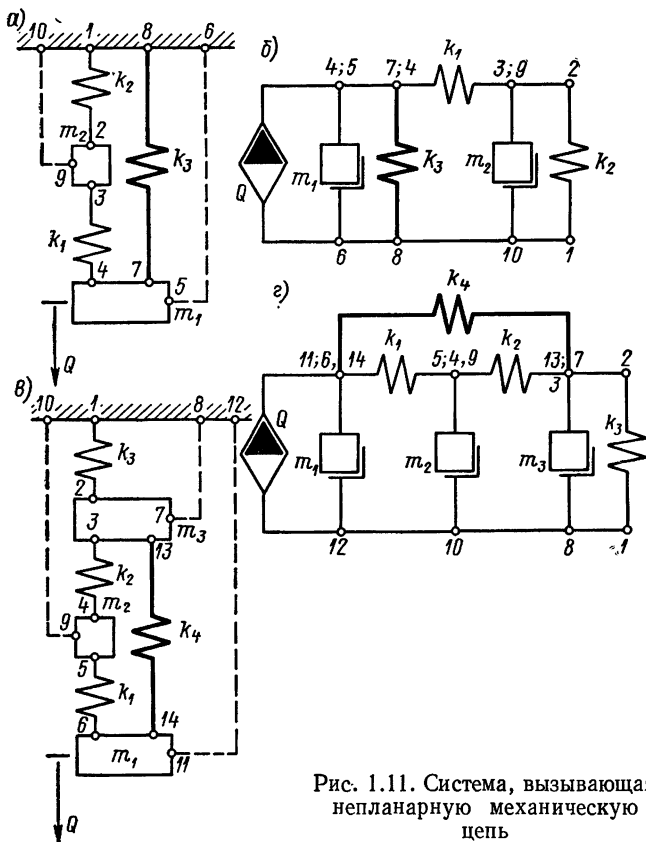 а)
10 1 8 6
k₂
m₂
2
9
3
k₃
k₁
4 7
5
m₁
Q
б)
4;5 7;4 k₁ 3;9 2
Q m₁ k₃ m₂ k₂
6 8 10 1
в)
10 1 8 12
k₃
2
3 7
m₃
13
k₂
4 m₂
9
k₄
5
k₁
6 14
m₁ 11
Q
г)
k₄
k₁ k₂
11;6, 14 5;4,9 13; 7 2
3
Q
m₁ m₂ m₃ k₃
12 10 8 1
Рис. 1.11. Система, вызывающа
непланарную механическую
цепь